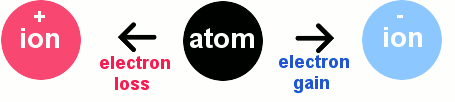 +
ion
electron
loss
atom
electron
gain
-
ion